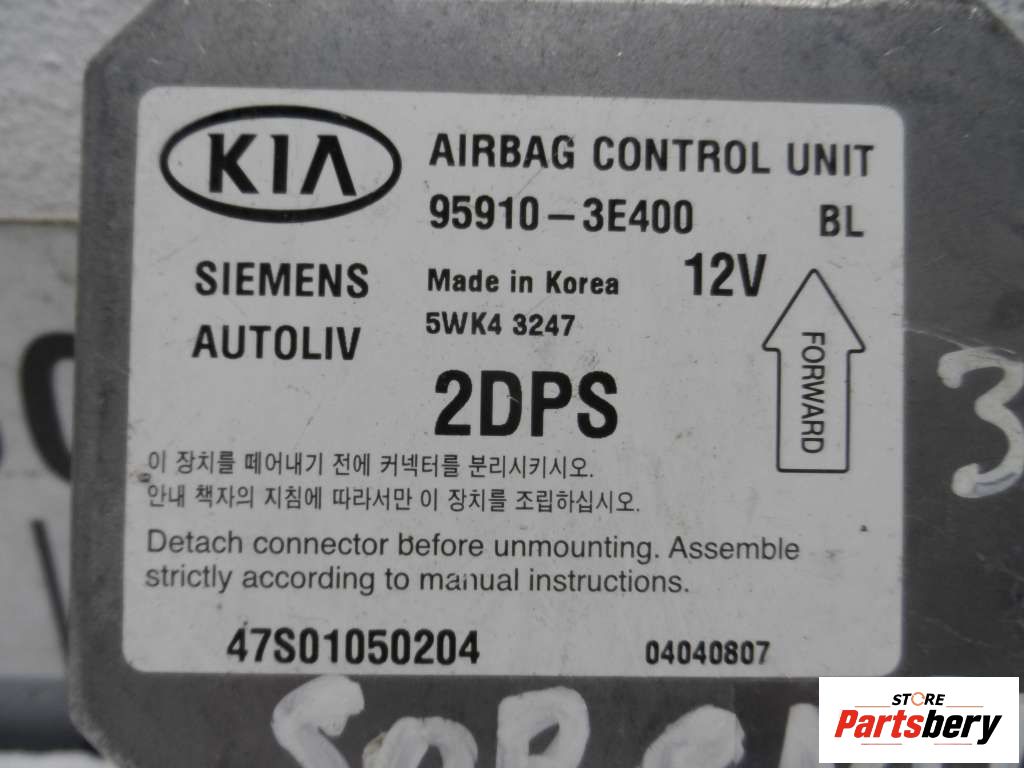 KIA
AIRBAG CONTROL UNIT
95910-3E400 BL
SIEMENS
AUTOLIV
Made in Korea
5WK4 3247
12V
FORWARD
2DPS
이 장치를 떼어내기 전에 커넥터를 분리시키시오.
안내 책자의 지침에 따라서만 이 장치를 조립하십시오.
Detach connector before unmounting. Assemble
strictly according to manual instructions.
47S01050204 04040807
3
STORE
Partsbery